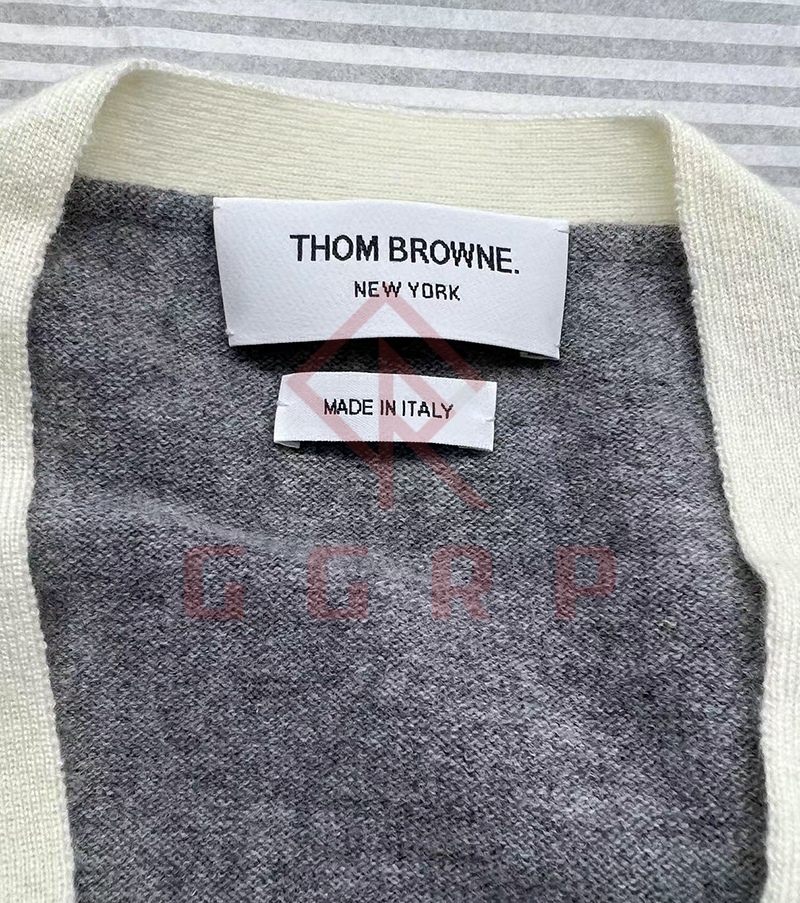 THOM BROWNE.
NEW YORK
MADE IN ITALY
GGRP